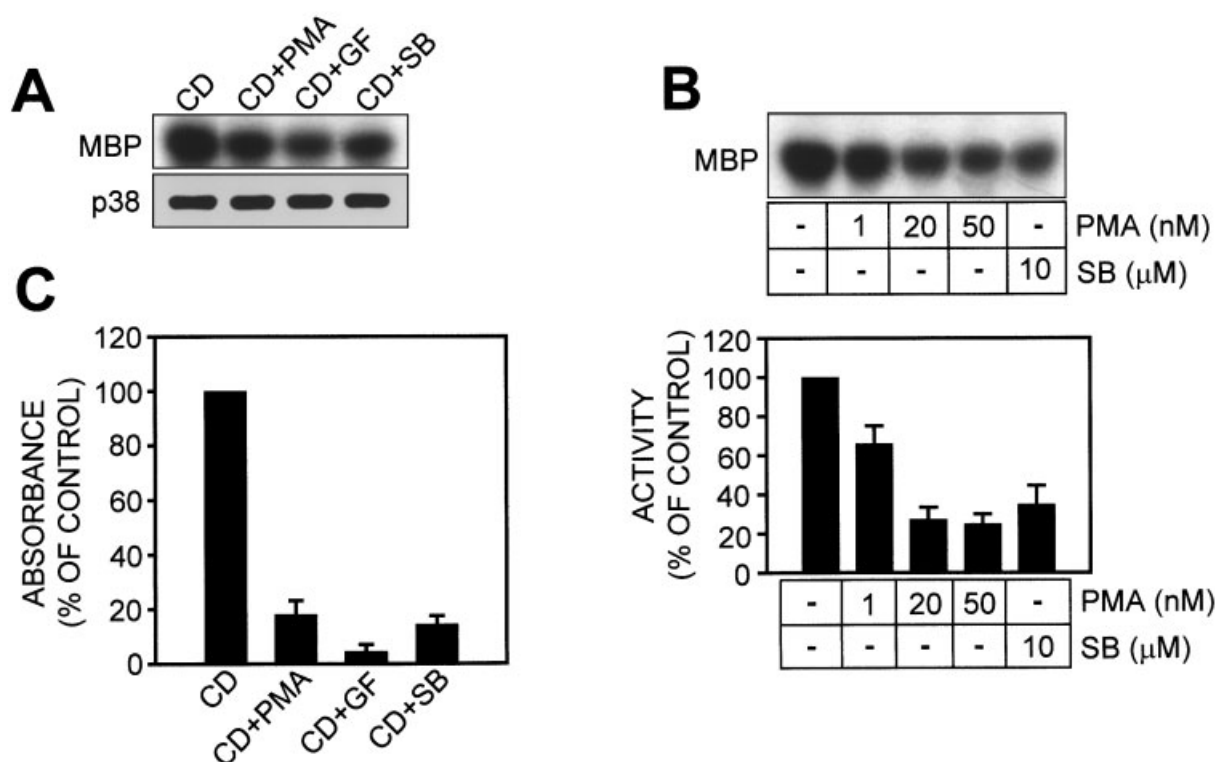 A
CD CD+PMA CD+GF CD+SB
MBP
p38
B
MBP
- 1 20 50 - PMA (nM)
- - - - 10 SB (µM)
C
ABSORBANCE
(% OF CONTROL)
120
100
80
60
40
20
0
CD CD+PMA CD+GF CD+SB
ACTIVITY
(% OF CONTROL)
120
100
80
60
40
20
0
- 1 20 50 - PMA (nM)
- - - - 10 SB (µM)